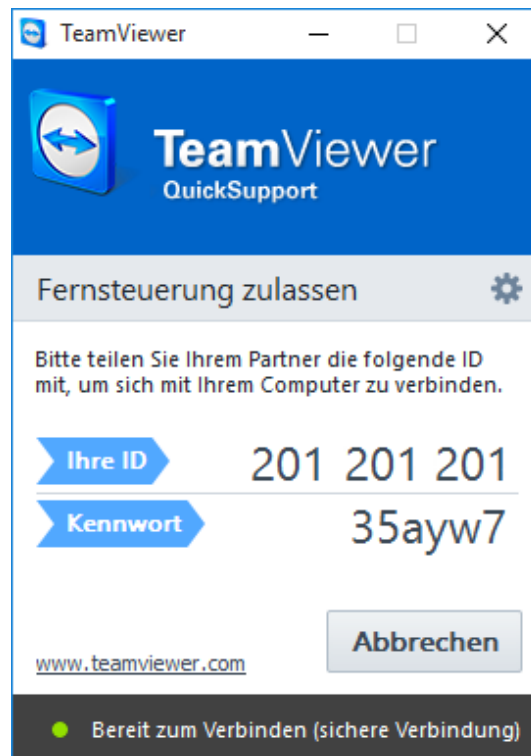 TeamViewer
TeamViewer
QuickSupport
Fernsteuerung zulassen
Bitte teilen Sie Ihrem Partner die folgende ID
mit, um sich mit Ihrem Computer zu verbinden.
Ihre ID 201 201 201
Kennwort 35ayw7
Abbrechen
www.teamviewer.com
Bereit zum Verbinden (sichere Verbindung)